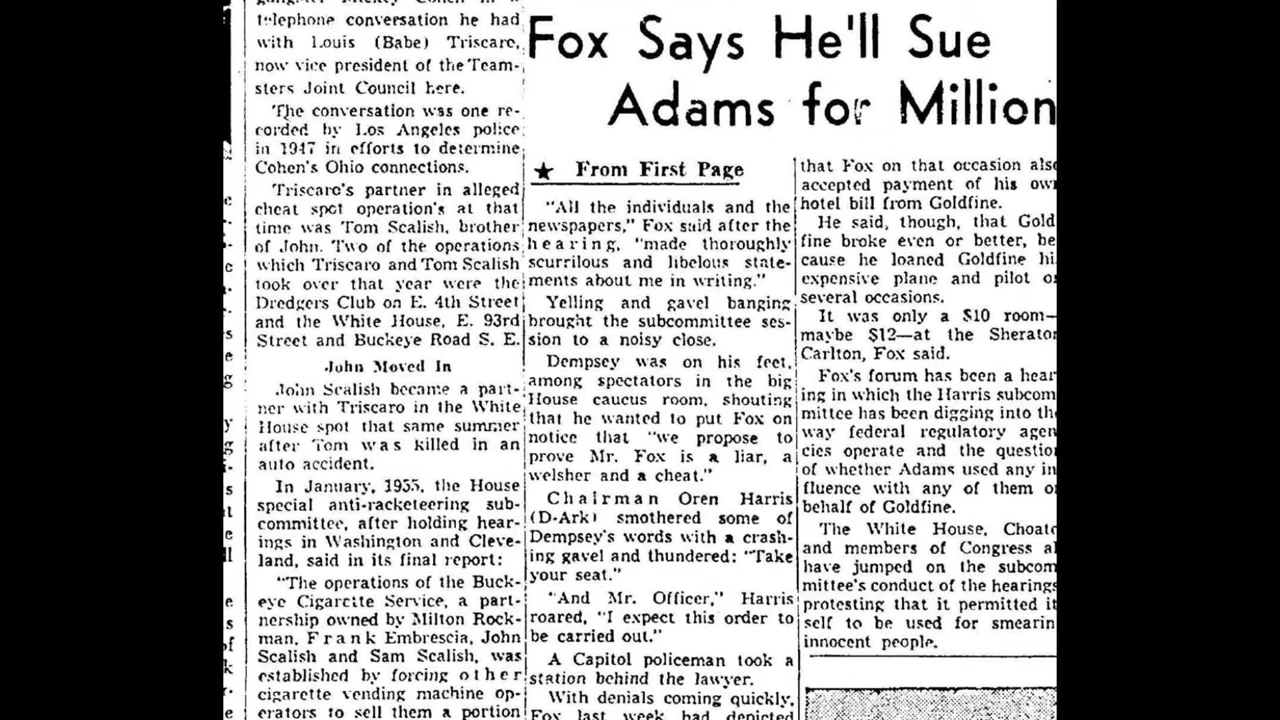 telephone conversation he had
with Louis (Babe) Triscaro,
now vice president of the Team-
sters Joint Council here.
The conversation was one re-
corded by Los Angeles police
in 1947 in efforts to determine
Cohen's Ohio connections.
Triscaro's partner in alleged
cheat spot operation's at that
time was Tom Scalish, brother
of John. Two of the operations
which Triscaro and Tom Scalish
took over that year were the
Dredgers Club on E. 4th Street
and the White House, E. 93rd
Street and Buckeye Road S. E.
John Moved In
John Scalish became a part-
ner with Triscaro in the White
House spot that same summer
after Tom was killed in an
auto accident.
In January, 1955, the House
special anti-racketeering sub-
committee, after holding hear-
ings in Washington and Cleve-
land, said in its final report:
"The operations of the Buck-
eye Cigarette Service, a part-
nership owned by Milton Rock-
man, Frank Embrescia, John
Scalish and Sam Scalish, was
established by forcing other
cigarette vending machine op-
erators to sell them a portion
Fox Says He'll Sue
Adams for Million
★ From First Page
"All the individuals and the
newspapers," Fox said after the
hearing, "made thoroughly
scurrilous and libelous state-
ments about me in writing."
Yelling and gavel banging
brought the subcommittee ses-
sion to a noisy close.
Dempsey was on his feet,
among spectators in the big
House caucus room, shouting
that he wanted to put Fox on
notice that "we propose to
prove Mr. Fox is a liar, a
welsher and a cheat."
Chairman Oren Harris
(D-Ark) smothered some of
Dempsey's words with a crash-
ing gavel and thundered: "Take
your seat."
"And Mr. Officer," Harris
roared, "I expect this order to
be carried out."
A Capitol policeman took a
station behind the lawyer.
With denials coming quickly,
Fox last week had depicted
that Fox on that occasion also
accepted payment of his own
hotel bill from Goldfine.
He said, though, that Gold
fine broke even or better, be
cause he loaned Goldfine hi
expensive plane and pilot o
several occasions.
It was only a $10 room—
maybe $12—at the Sheraton
Carlton, Fox said.
Fox's forum has been a hear
ing in which the Harris subcom
mittee has been digging into the
way federal regulatory agen
cies operate and the question
of whether Adams used any in
fluence with any of them o
behalf of Goldfine.
The White House, Choate
and members of Congress al
have jumped on the subcom
mittee's conduct of the hearings
protesting that it permitted it
self to be used for smearin
innocent people.